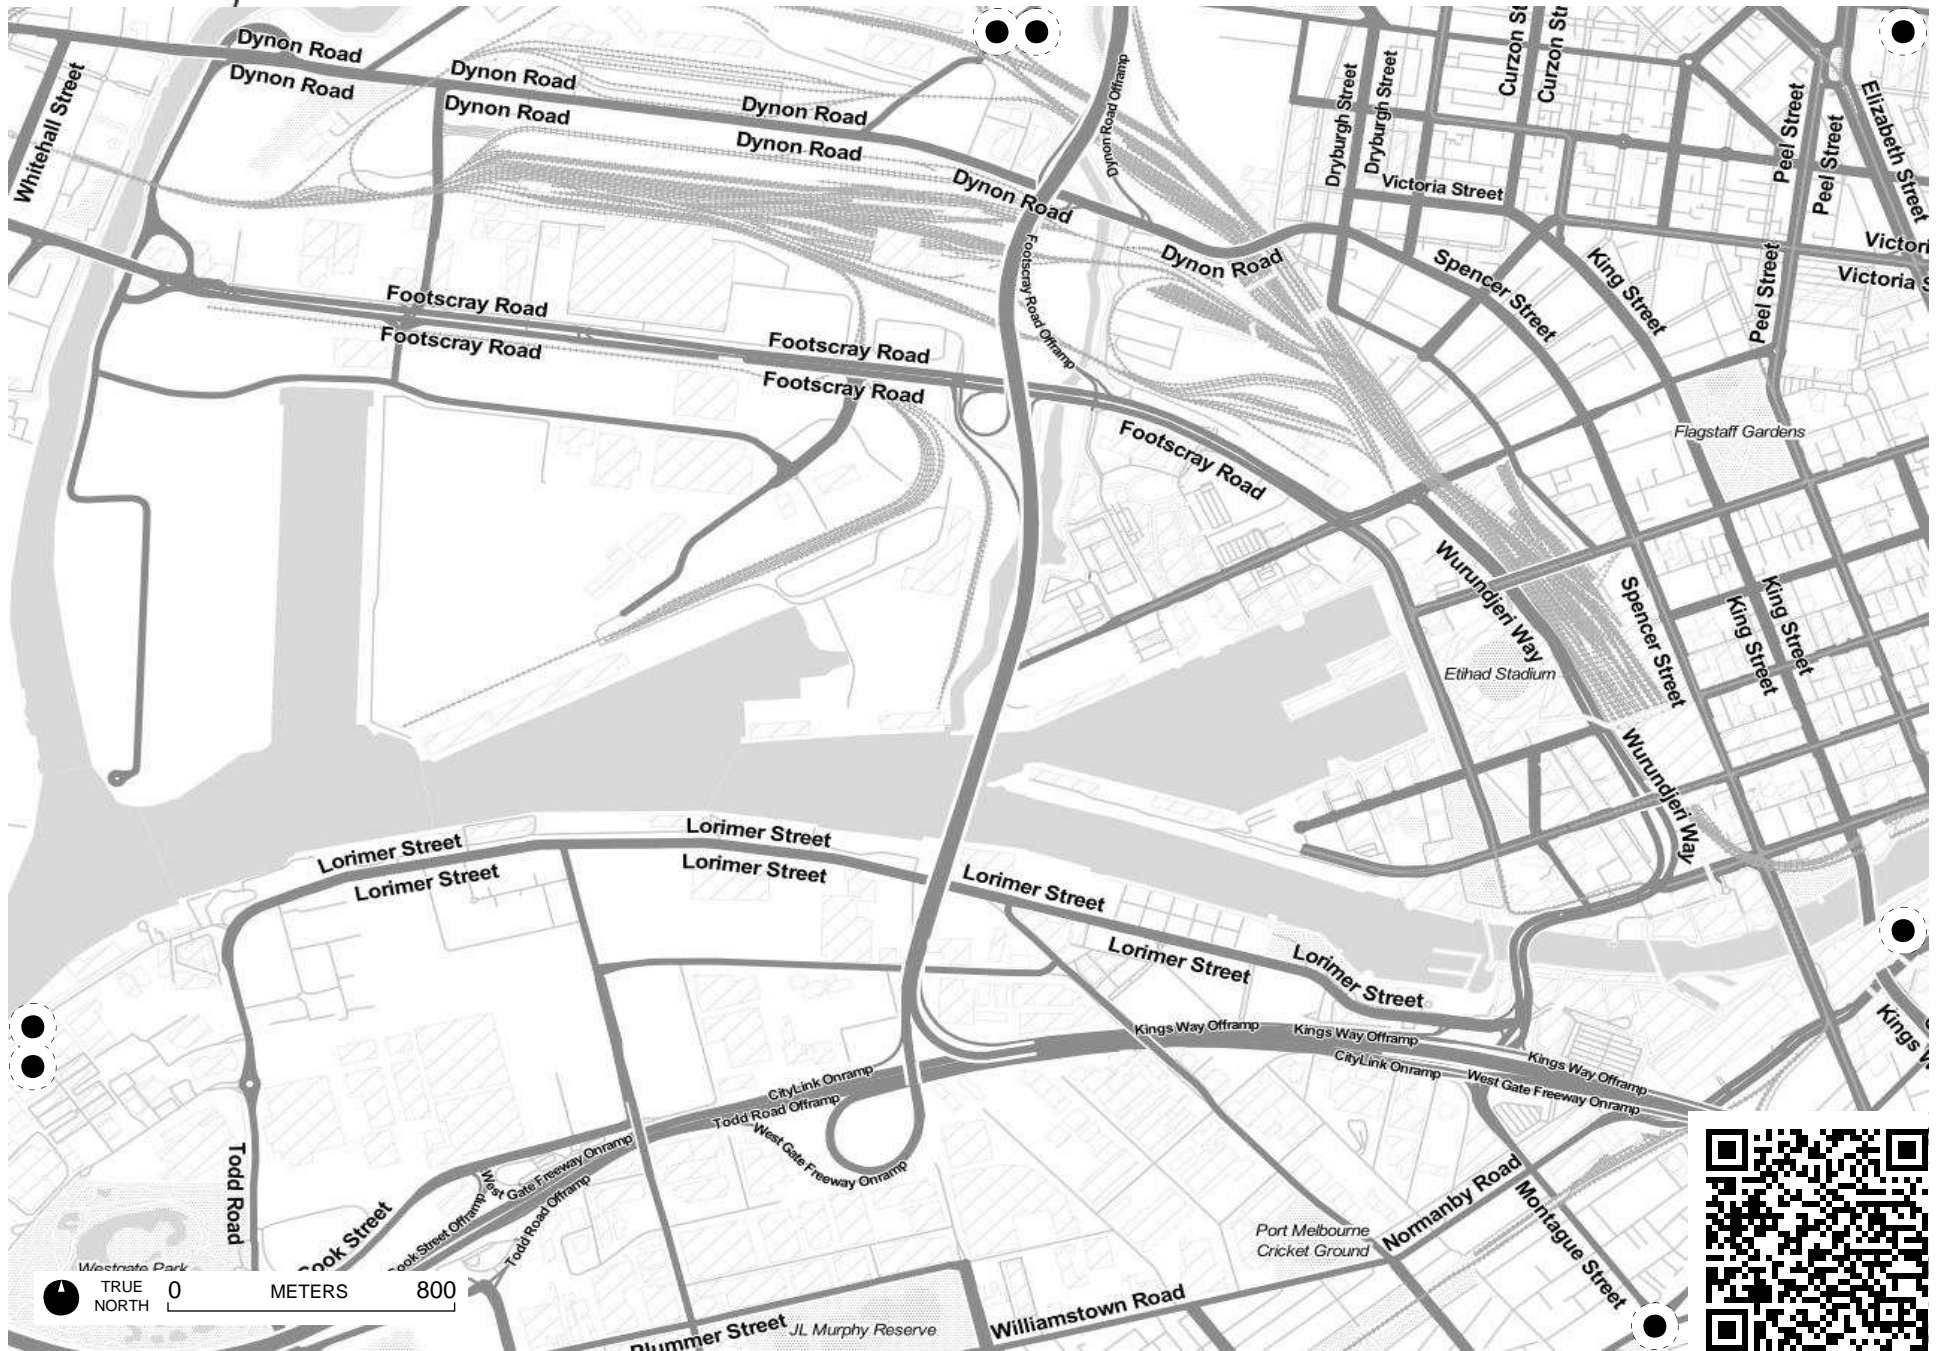 Dynon Road
Dynon Road
Dynon Road
Dynon Road
Dynon Road
Dynon Road
Dynon Road
Dynon Road
Dynon Road Offramp
Whitehall Street
Dryburgh Street
Dryburgh Street
Curzon St
Curzon Str
Peel Street
Peel Street
Peel Street
Elizabeth Street
Victoria Street
Victori
Victoria S
Spencer Street
King Street
Footscray Road
Footscray Road
Footscray Road
Footscray Road
Footscray Road
Footscray Road Offramp
Flagstaff Gardens
Wurundjeri Way
Spencer Street
King Street
King Street
Etihad Stadium
Wurundjeri Way
Lorimer Street
Lorimer Street
Lorimer Street
Lorimer Street
Lorimer Street
Lorimer Street
Lorimer Street
Kings Way Offramp
Kings Way Offramp
Kings Way Offramp
Kings W
CityLink Onramp
CityLink Onramp
West Gate Freeway Onramp
Todd Road Offramp
West Gate Freeway Onramp
West Gate Freeway Onramp
Todd Road
Cook Street
Cook Street Offramp
Todd Road Offramp
Normanby Road
Montague Street
Port Melbourne
Cricket Ground
Westgate Park
Williamstown Road
Plummer Street
JL Murphy Reserve
TRUE
NORTH
0 METERS 800